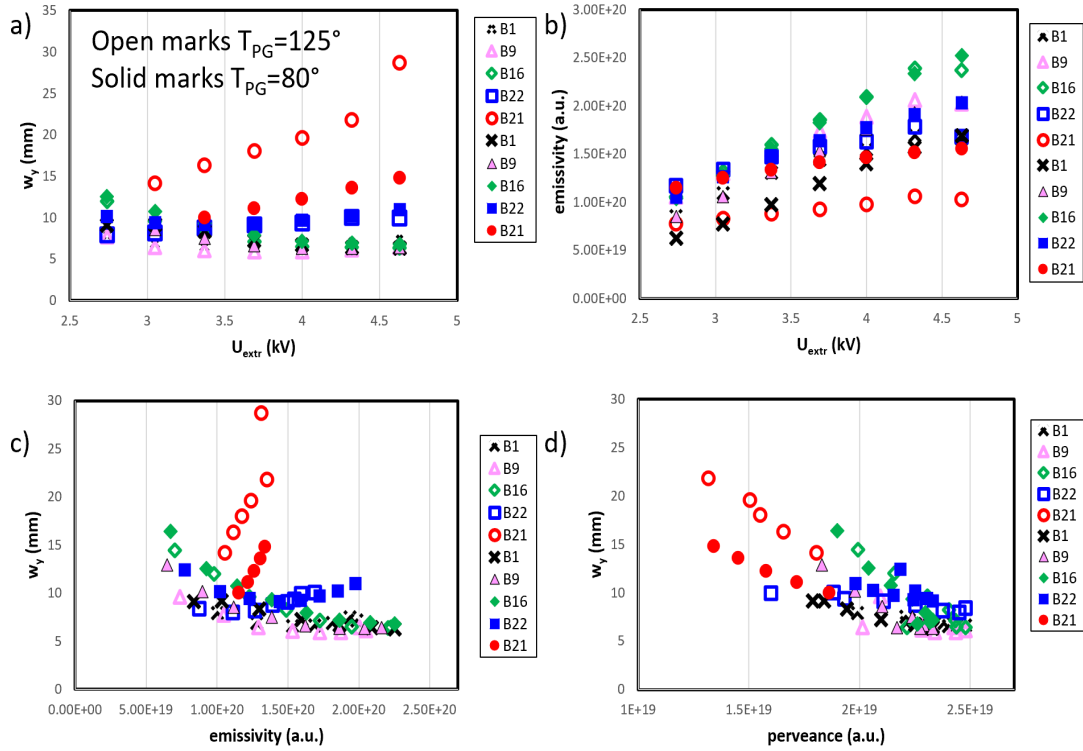 a)
Open marks T_PG=125°
Solid marks T_PG=80°
35
30
25
20
15
10
5
0
w_y (mm)
2.5 3 3.5 4 4.5 5
U_extr (kV)
B1
B9
B16
B22
B21
B1
B9
B16
B22
B21
b)
3.00E+20
2.50E+20
2.00E+20
1.50E+20
1.00E+20
5.00E+19
0.00E+00
emissivity (a.u.)
2.5 3 3.5 4 4.5 5
U_extr (kV)
B1
B9
B16
B22
B21
B1
B9
B16
B22
B21
c)
30
25
20
15
10
5
0
w_y (mm)
0.00E+00 5.00E+19 1.00E+20 1.50E+20 2.00E+20 2.50E+20
emissivity (a.u.)
B1
B9
B16
B22
B21
B1
B9
B16
B22
B21
d)
30
25
20
15
10
5
0
w_y (mm)
1E+19 1.5E+19 2E+19 2.5E+19
perveance (a.u.)
B1
B9
B16
B22
B21
B1
B9
B16
B22
B21